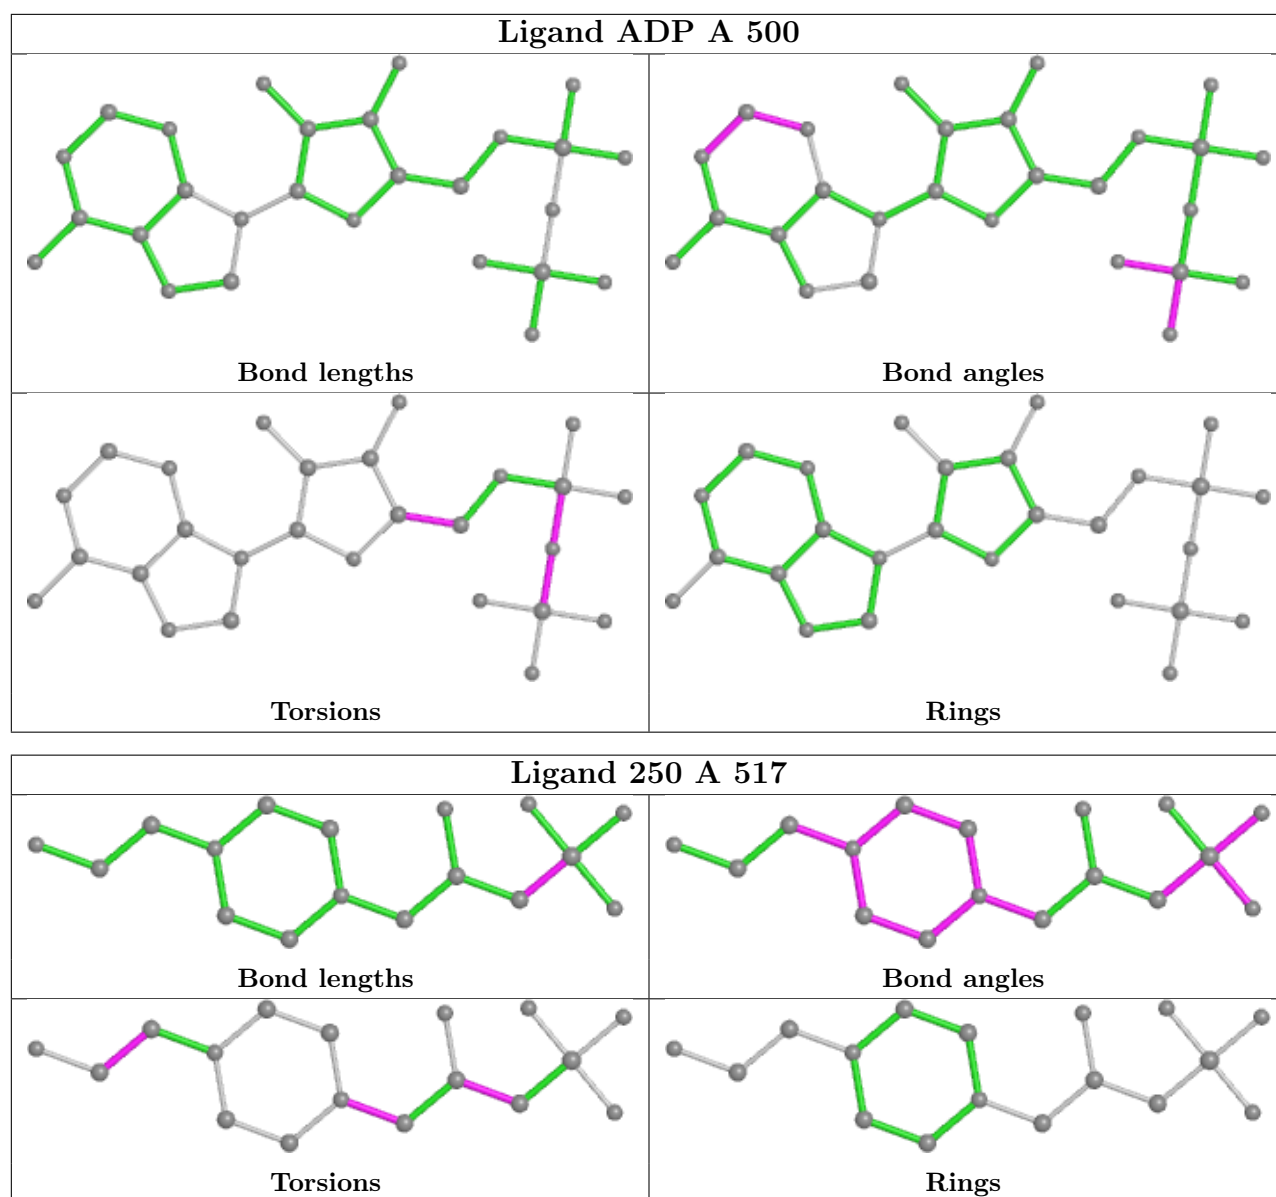 Ligand ADP A 500
Bond lengths
Bond angles
Torsions
Rings
Ligand 250 A 517
Bond lengths
Bond angles
Torsions
Rings